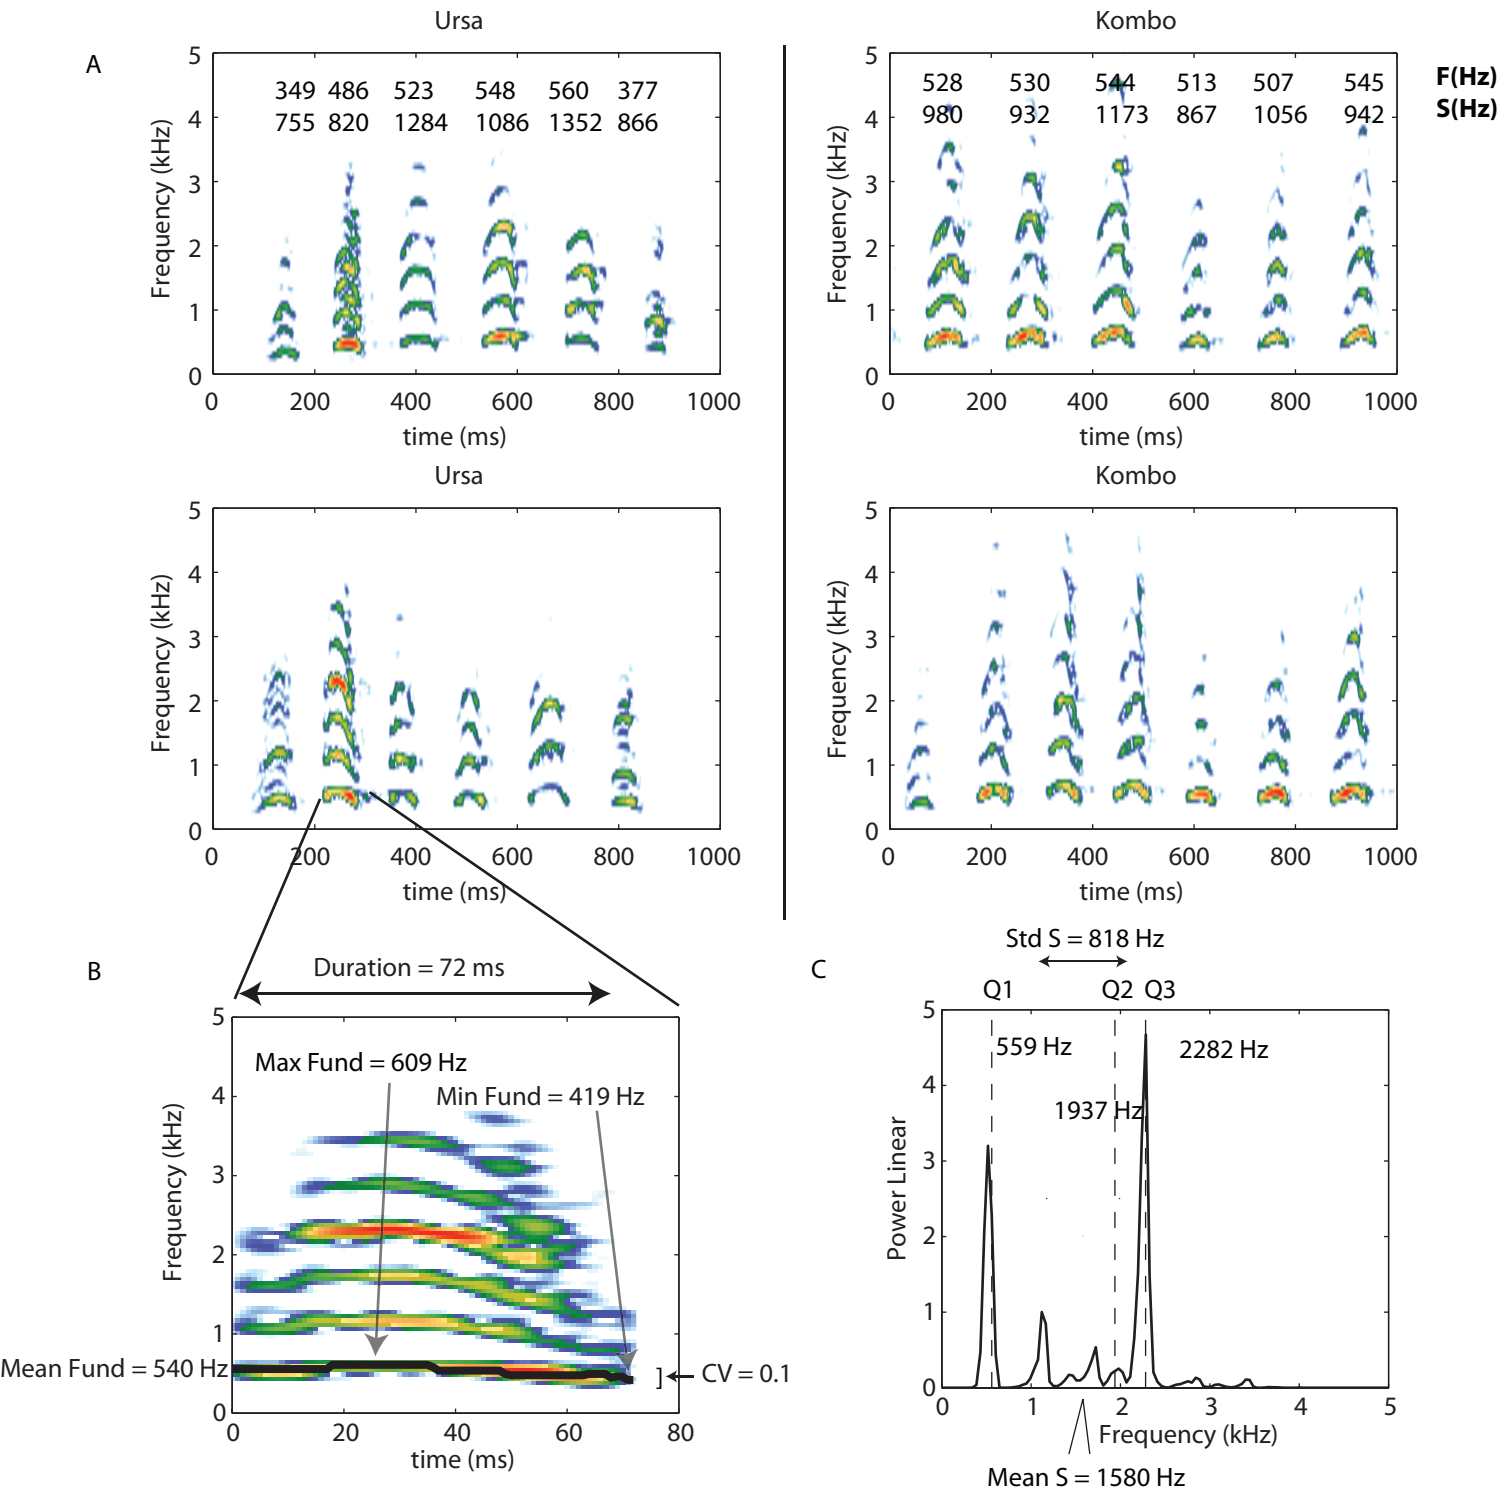 Ursa
Kombo
A
5
4
3
2
1
0
Frequency (kHz)
349 486 523 548 560 377
755 820 1284 1086 1352 866
0 200 400 600 800 1000
time (ms)
5
4
3
2
1
0
Frequency (kHz)
528 530 544 513 507 545
980 932 1173 867 1056 942
F(Hz)
S(Hz)
0 200 400 600 800 1000
time (ms)
Ursa
Kombo
5
4
3
2
1
0
Frequency (kHz)
0 200 400 600 800 1000
time (ms)
5
4
3
2
1
0
Frequency (kHz)
0 200 400 600 800 1000
time (ms)
B
Duration = 72 ms
5
4
3
2
1
0
Frequency (kHz)
Max Fund = 609 Hz
Min Fund = 419 Hz
Mean Fund = 540 Hz
CV = 0.1
0 20 40 60 80
time (ms)
C
Std S = 818 Hz
Q1 Q2 Q3
5
4
3
2
1
0
Power Linear
559 Hz
2282 Hz
1937 Hz
0 1 2 3 4 5
Frequency (kHz)
Mean S = 1580 Hz